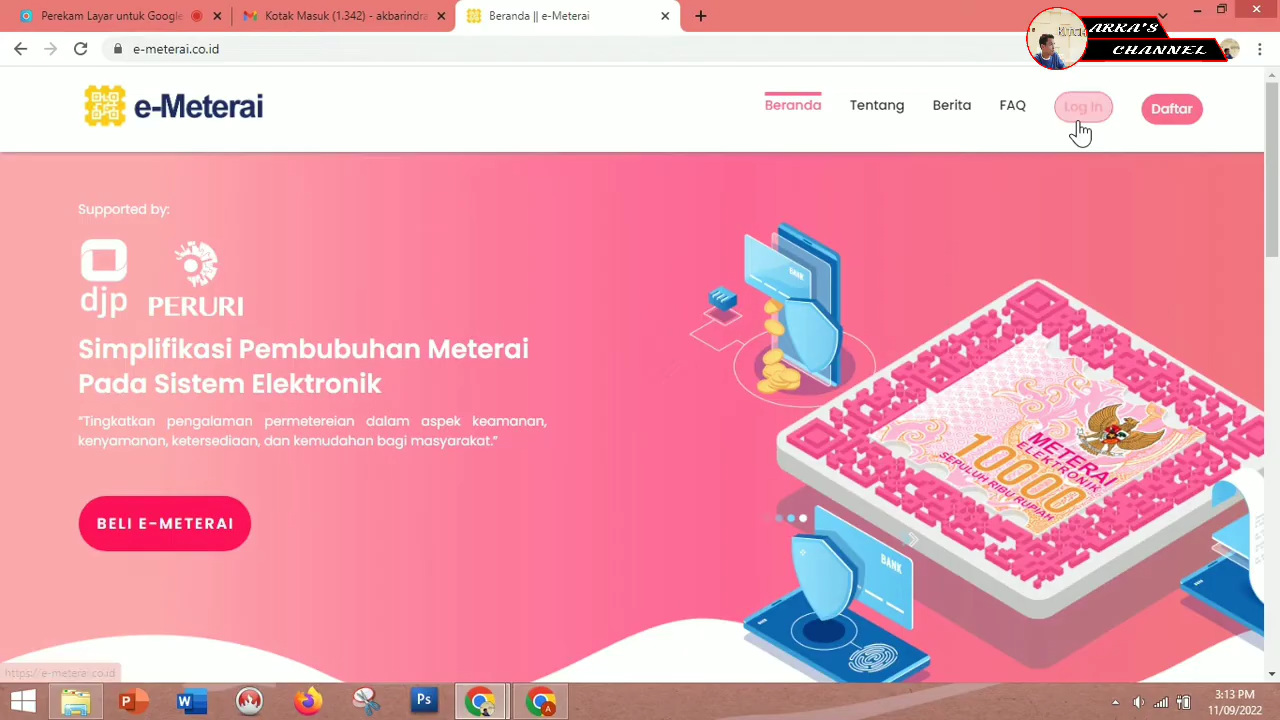 Perekam Layar untuk Google
Kotak Masuk (1.342) - akbarindra
Beranda || e-Meterai
e-meterai.co.id
ARKA'S
CHANNEL
e-Meterai
Beranda
Tentang
Berita
FAQ
Log In
Daftar
Supported by:
djp
PERURI
Simplifikasi Pembubuhan Meterai
Pada Sistem Elektronik
“Tingkatkan pengalaman permetereian dalam aspek keamanan,
kenyamanan, ketersediaan, dan kemudahan bagi masyarakat.”
BELI E-METERAI
BANK
METERAI
ELEKTRONIK
10000
SEPULUH RIBU RUPIAH
BANK
https://e-meterai.co.id
3:13 PM
11/09/2022